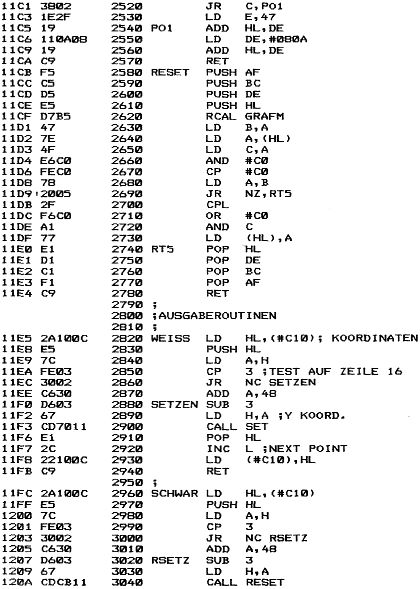 11C1 3802 2520 JR C,PO1
11C3 1E2F 2530 LD E,47
11C5 19 2540 PO1 ADD HL,DE
11C6 110A08 2550 LD DE,#080A
11C9 19 2560 ADD HL,DE
11CA C9 2570 RET
11CB F5 2580 RESET PUSH AF
11CC C5 2590 PUSH BC
11CD D5 2600 PUSH DE
11CE E5 2610 PUSH HL
11CF D7B5 2620 RCAL GRAFM
11D1 47 2630 LD B,A
11D2 7E 2640 LD A,(HL)
11D3 4F 2650 LD C,A
11D4 E6C0 2660 AND #C0
11D6 FEC0 2670 CP #C0
11D8 78 2680 LD A,B
11D9 2005 2690 JR NZ,RT5
11DB 2F 2700 CPL
11DC F6C0 2710 OR #C0
11DE A1 2720 AND C
11DF 77 2730 LD (HL),A
11E0 E1 2740 RT5 POP HL
11E1 D1 2750 POP DE
11E2 C1 2760 POP BC
11E3 F1 2770 POP AF
11E4 C9 2780 RET
2790 ;
2800 ;AUSGABEROUTINEN
2810 ;
11E5 2A100C 2820 WEISS LD HL,(#C10); KOORDINATEN
11E8 E5 2830 PUSH HL
11E9 7C 2840 LD A,H
11EA FE03 2850 CP 3 ;TEST AUF ZEILE 16
11EC 3002 2860 JR NC SETZEN
11EE C630 2870 ADD A,48
11F0 D603 2880 SETZEN SUB 3
11F2 67 2890 LD H,A ;Y KOORD.
11F3 CD7011 2900 CALL SET
11F6 E1 2910 POP HL
11F7 2C 2920 INC L ;NEXT POINT
11F8 22100C 2930 LD (#C10),HL
11FB C9 2940 RET
2950 ;
11FC 2A100C 2960 SCHWAR LD HL,(#C10)
11FF E5 2970 PUSH HL
1200 7C 2980 LD A,H
1201 FE03 2990 CP 3
1203 3002 3000 JR NC RSETZ
1205 C630 3010 ADD A,48
1207 D603 3020 RSETZ SUB 3
1209 67 3030 LD H,A
120A CDCB11 3040 CALL RESET